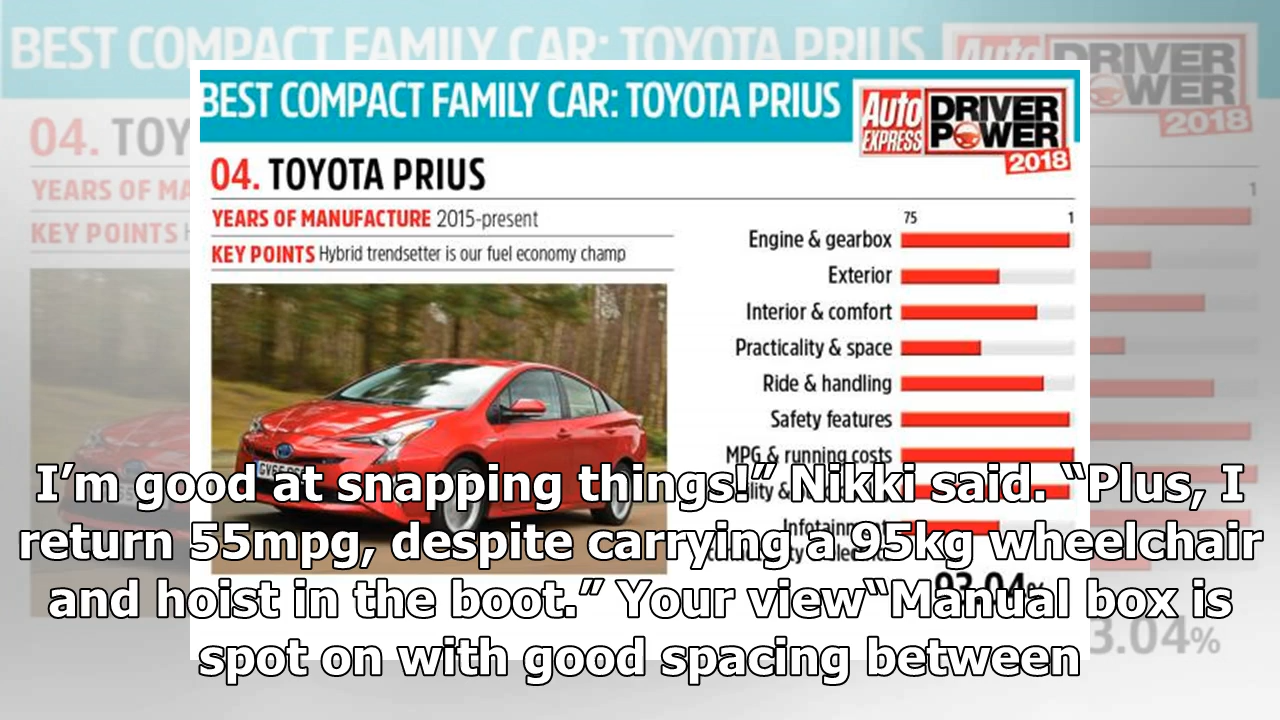 BEST COMPACT FAMILY CAR: TOYOTA PRIUS
Auto EXPRESS DRIVER POWER 2018
04. TOYOTA PRIUS
YEARS OF MANUFACTURE 2015-present
KEY POINTS Hybrid trendsetter is our fuel economy champ
75 1
Engine & gearbox
Exterior
Interior & comfort
Practicality & space
Ride & handling
Safety features
MPG & running costs
Infotainment
93.04%
I’m good at snapping things!” Nikki said. “Plus, I
return 55mpg, despite carrying a 95kg wheelchair
and hoist in the boot.” Your view“Manual box is
spot on with good spacing between